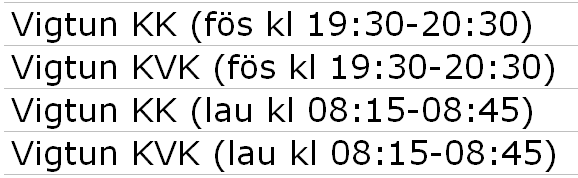 Vigtun KK (fös kl 19:30-20:30)
Vigtun KVK (fös kl 19:30-20:30)
Vigtun KK (lau kl 08:15-08:45)
Vigtun KVK (lau kl 08:15-08:45)